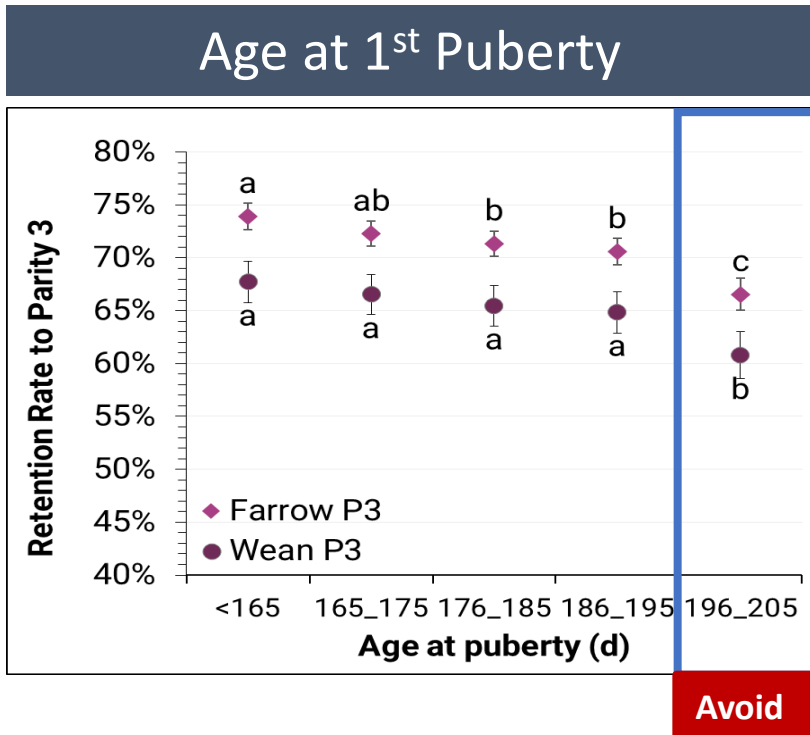 Age at 1st Puberty
Retention Rate to Parity 3
80%
75%
70%
65%
60%
55%
50%
45%
40%
a
ab
b
b
c
a
a
a
a
b
Farrow P3
Wean P3
<165 165_175 176_185 186_195 196_205
Age at puberty (d)
Avoid